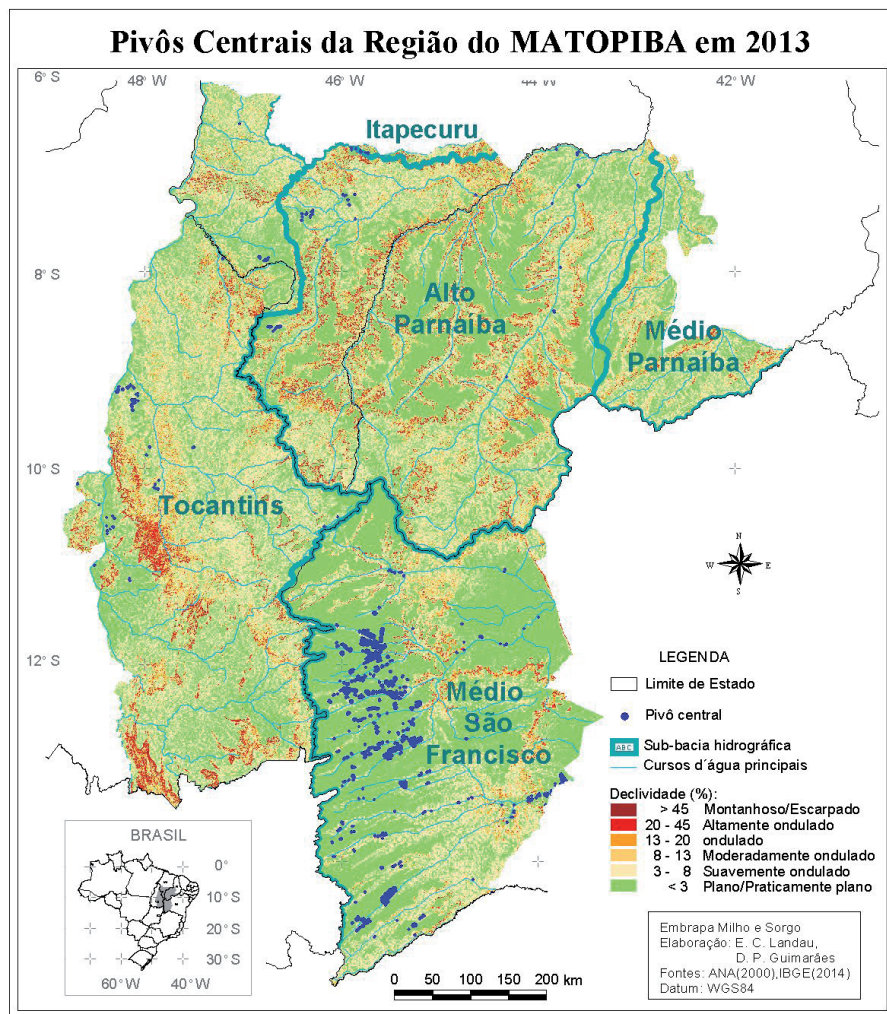 Pivôs Centrais da Região do MATOPIBA em 2013
6° S
48° W
46° W
44° W
42° W
Itapecuru
8° S
Alto
Parnaíba
Médio
Parnaíba
10° S
Tocantins
N
W E
S
12° S
Médio
São
Francisco
LEGENDA
Limite de Estado
Pivô central
ABC Sub-bacia hidrográfica
Cursos d´água principais
Declividade (%):
> 45 Montanhoso/Escarpado
20 - 45 Altamente ondulado
13 - 20 ondulado
8 - 13 Moderadamente ondulado
3 - 8 Suavemente ondulado
< 3 Plano/Praticamente plano
BRASIL
0°
10° S
20° S
30° S
60° W 40° W
0 50 100 150 200 km
Embrapa Milho e Sorgo
Elaboração: E. C. Landau,
D. P. Guimarães
Fontes: ANA(2000),IBGE(2014)
Datum: WGS84